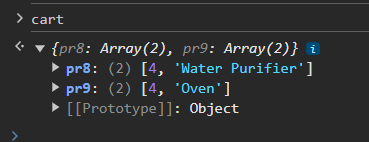 cart
{pr8: Array(2), pr9: Array(2)} i
pr8: (2) [4, 'Water Purifier']
pr9: (2) [4, 'Oven']
[[Prototype]]: Object